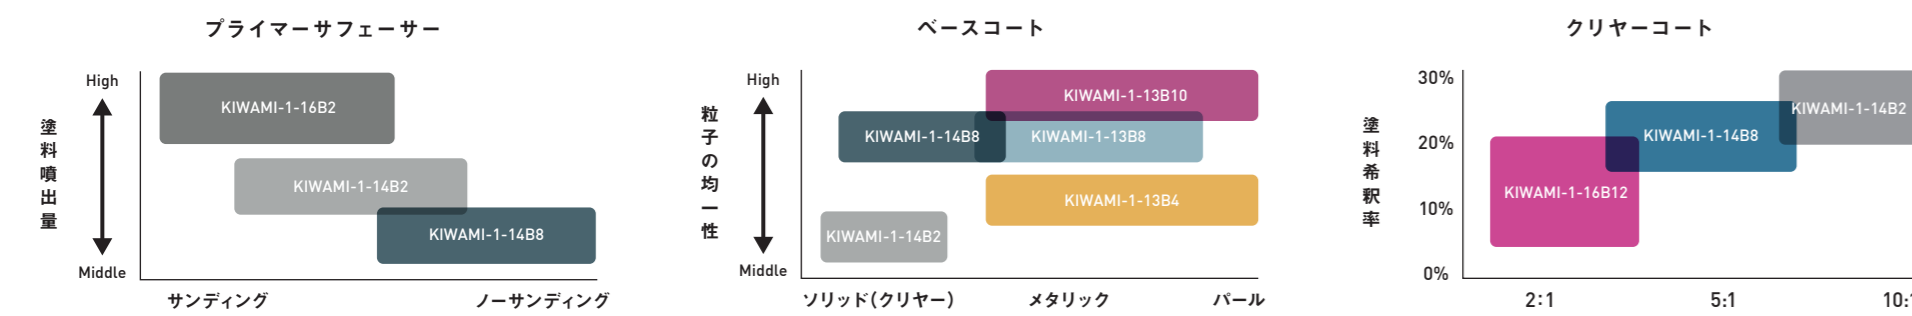 プライマーサフェーサー
High
塗料噴出量
Middle
KIWAMI-1-16B2
KIWAMI-1-14B2
KIWAMI-1-14B8
サンディング
ノーサンディング
ベースコート
High
粒子の均一性
Middle
KIWAMI-1-13B10
KIWAMI-1-14B8
KIWAMI-1-13B8
KIWAMI-1-13B4
KIWAMI-1-14B2
ソリッド(クリヤー)
メタリック
パール
クリヤーコート
塗料希釈率
30%
20%
10%
0%
KIWAMI-1-14B2
KIWAMI-1-14B8
KIWAMI-1-16B12
2:1
5:1
10: